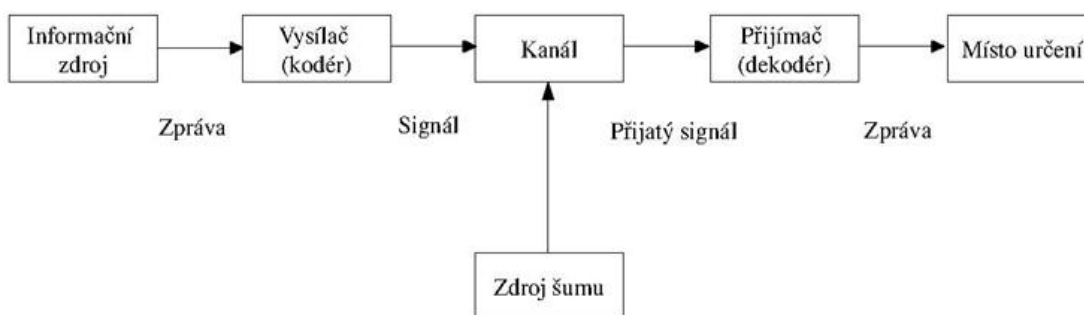 Informační
zdroj
Vysílač
(kodér)
Kanál
Přijímač
(dekodér)
Místo určení
Zpráva
Signál
Přijatý signál
Zpráva
Zdroj šumu